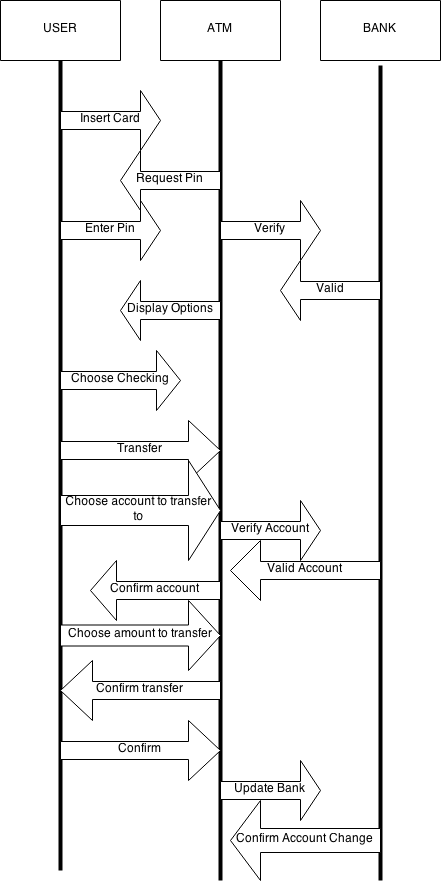 USER
ATM
BANK
Insert Card
Request Pin
Enter Pin
Verify
Valid
Display Options
Choose Checking
Transfer
Choose account to transfer
to
Verify Account
Valid Account
Confirm account
Choose amount to transfer
Confirm transfer
Confirm
Update Bank
Confirm Account Change